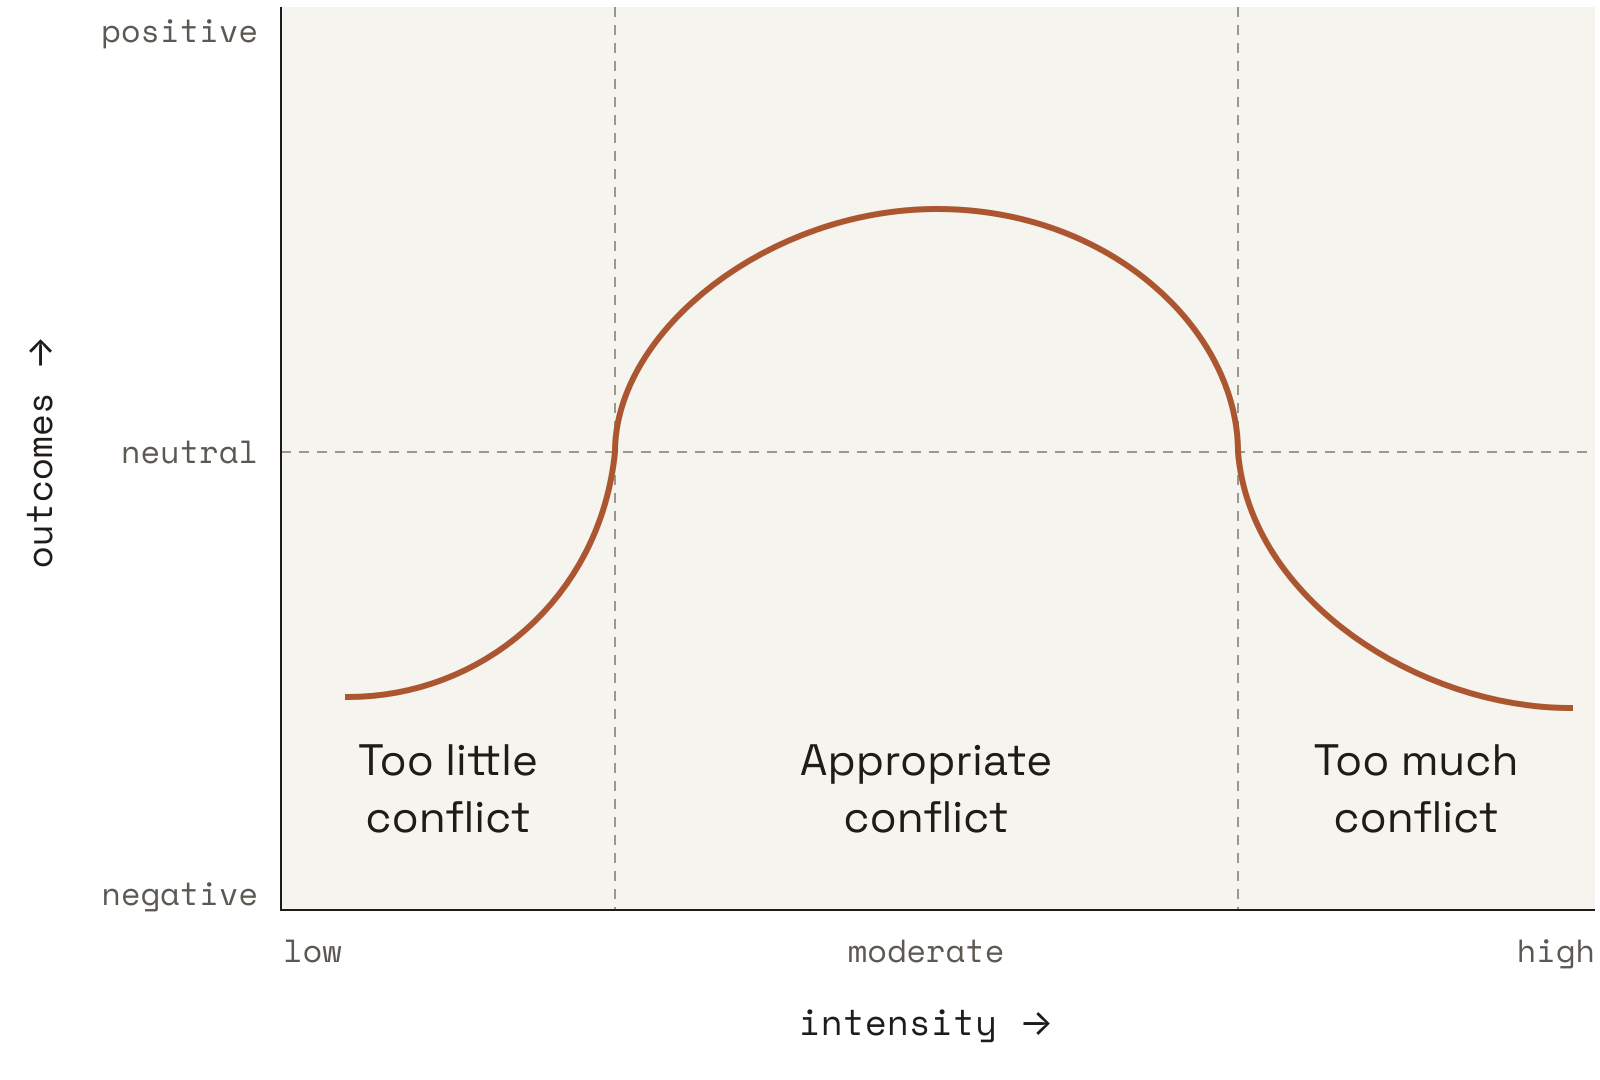 positive
neutral
negative
outcomes →
Too little
conflict
Appropriate
conflict
Too much
conflict
low
moderate
high
intensity →